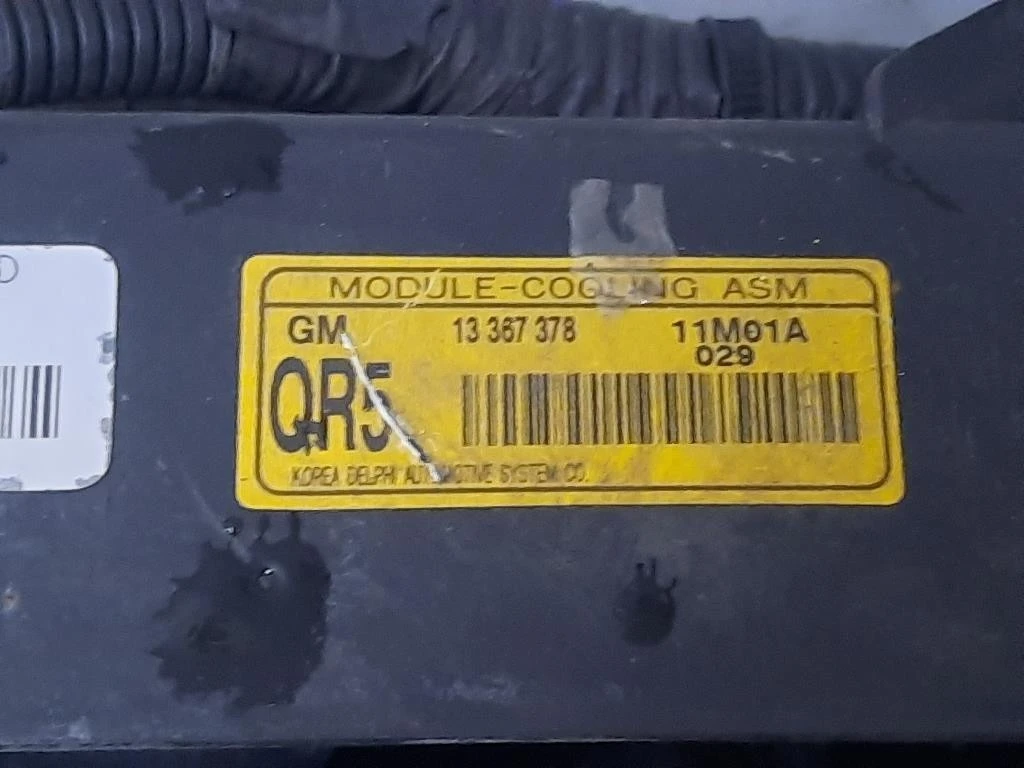 MODULE-COOLING ASM
GM 13 367 378 11M01A
029
QR5
KOREA DELPHI AUTOMOTIVE SYSTEM CO.